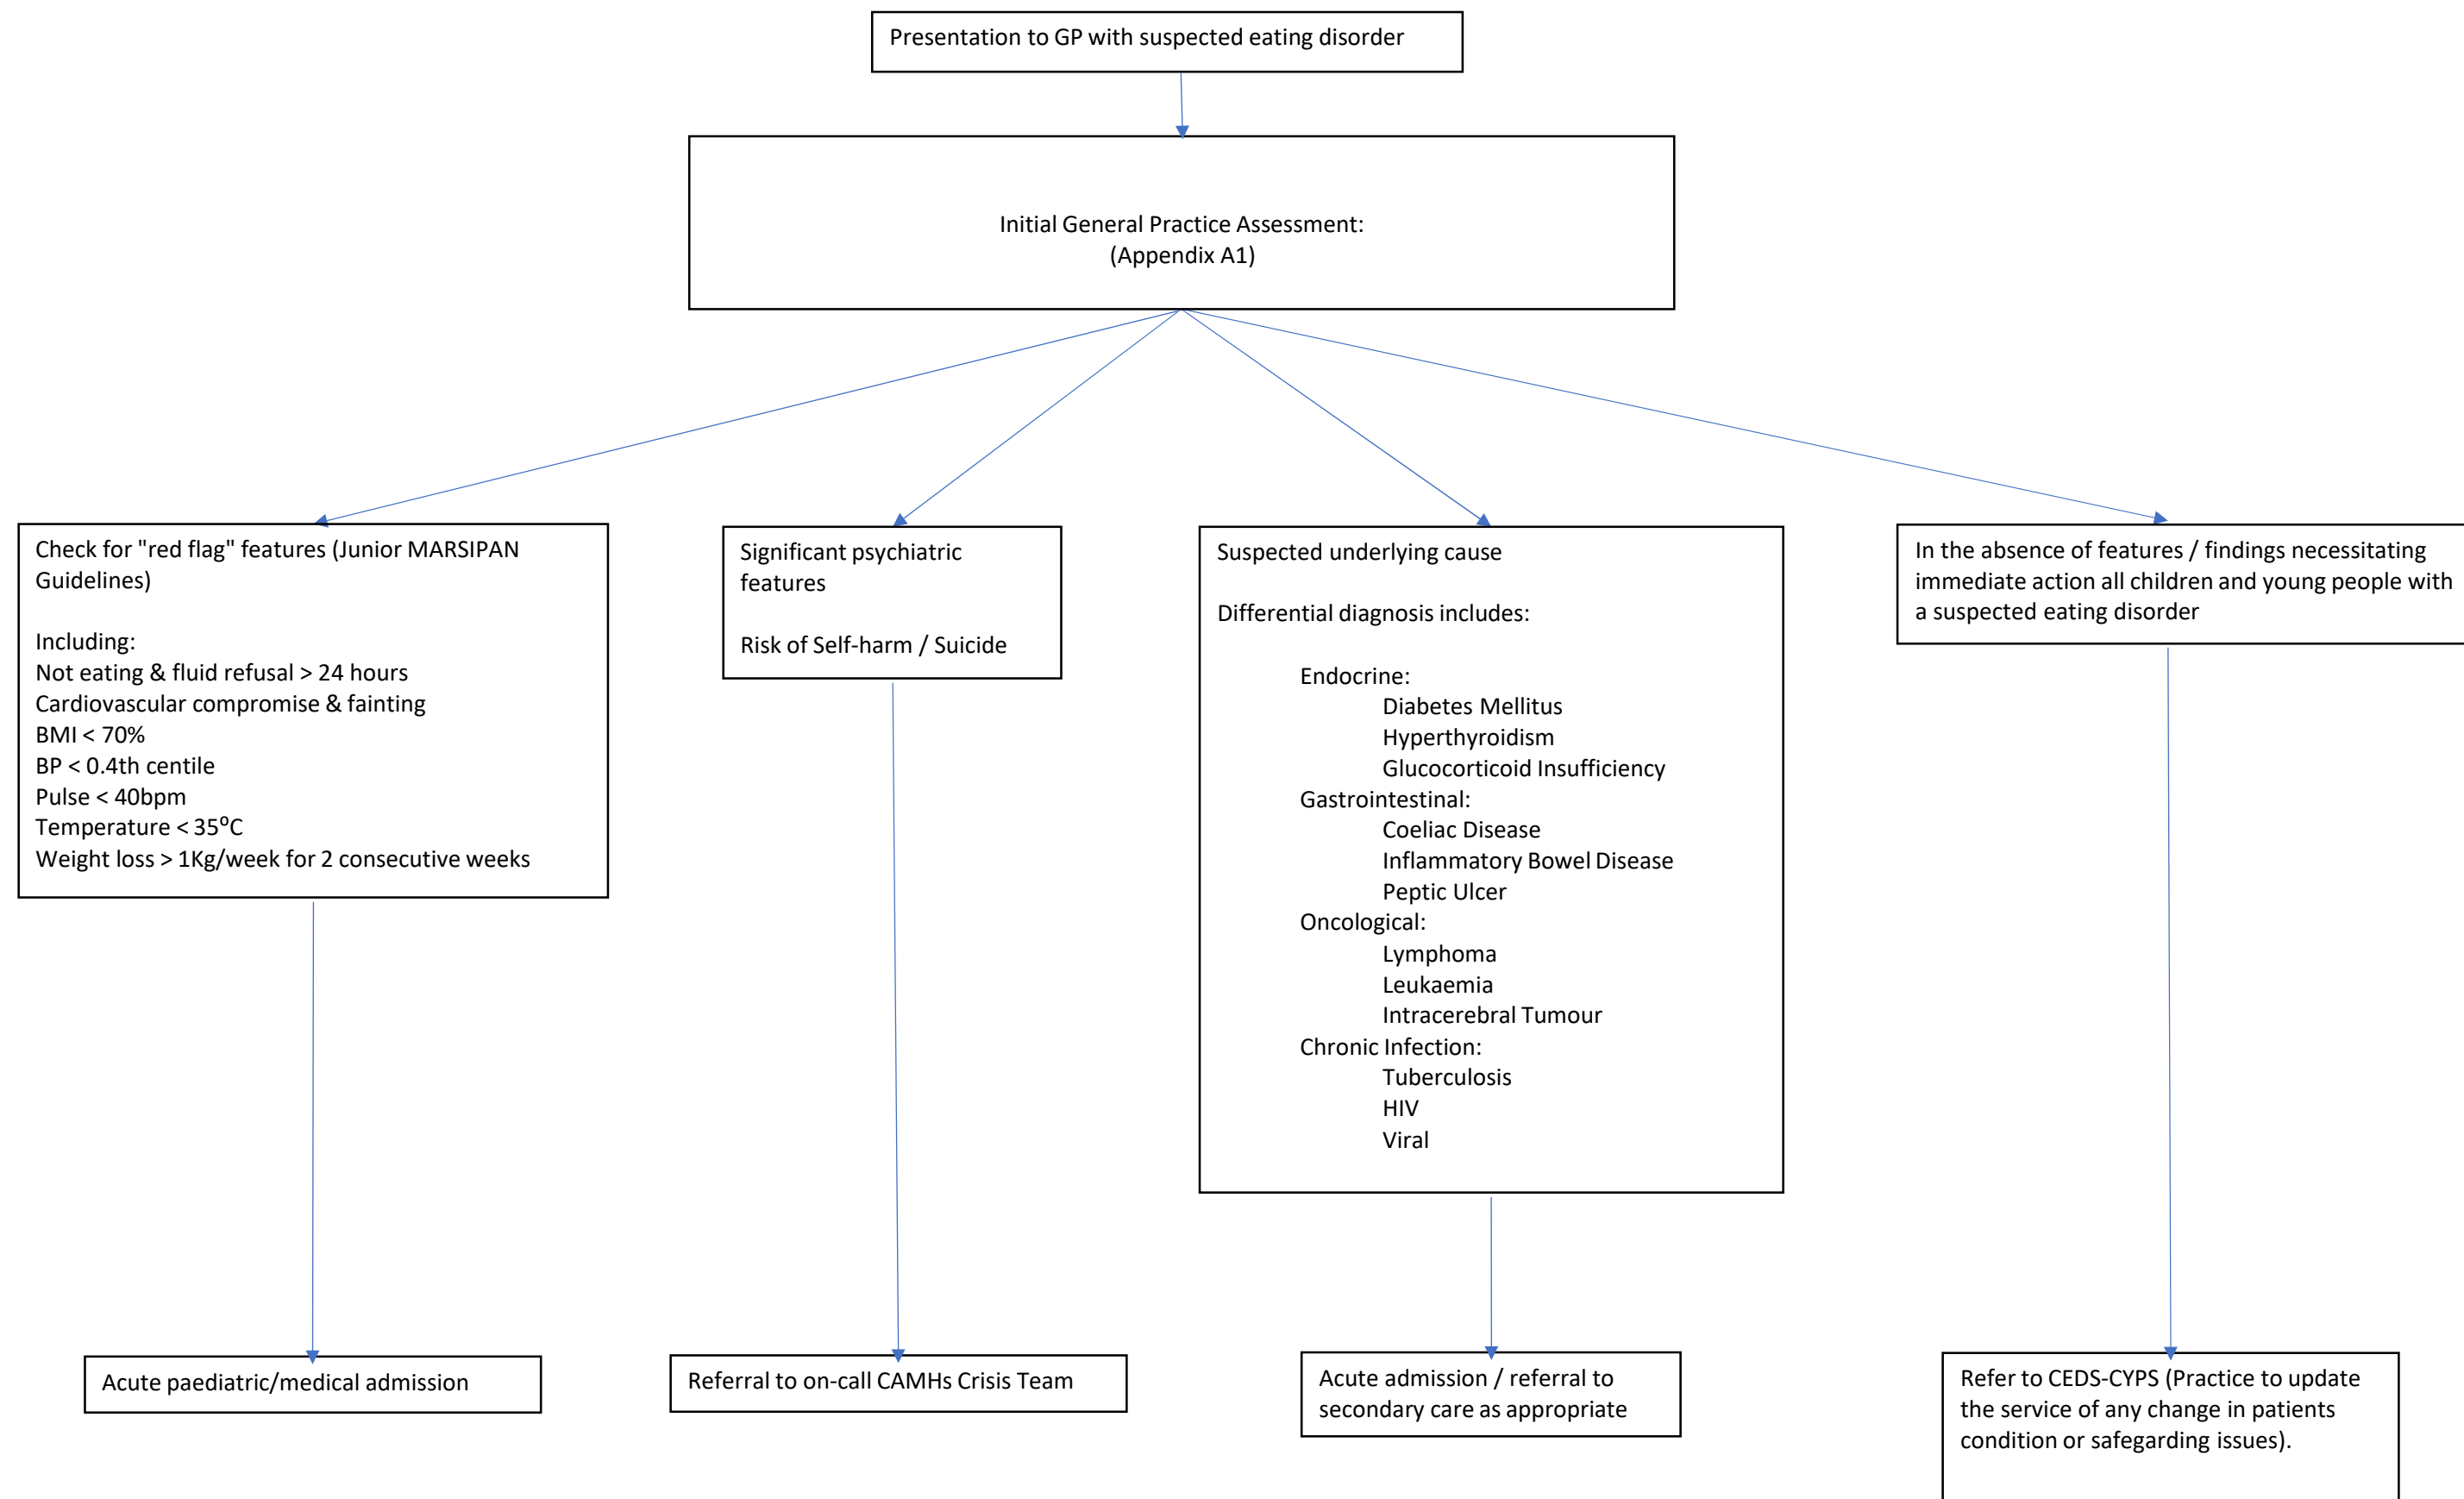 Presentation to GP with suspected eating disorder
Initial General Practice Assessment:
(Appendix A1)
Check for "red flag" features (Junior MARSIPAN
Guidelines)
Including:
Not eating & fluid refusal > 24 hours
Cardiovascular compromise & fainting
BMI < 70%
BP < 0.4th centile
Pulse < 40bpm
Temperature < 35⁰C
Weight loss > 1Kg/week for 2 consecutive weeks
Significant psychiatric
features
Risk of Self-harm / Suicide
Suspected underlying cause
Differential diagnosis includes:
Endocrine:
Diabetes Mellitus
Hyperthyroidism
Glucocorticoid Insufficiency
Gastrointestinal:
Coeliac Disease
Inflammatory Bowel Disease
Peptic Ulcer
Oncological:
Lymphoma
Leukaemia
Intracerebral Tumour
Chronic Infection:
Tuberculosis
HIV
Viral
In the absence of features / findings necessitating
immediate action all children and young people with
a suspected eating disorder
Acute paediatric/medical admission
Referral to on-call CAMHs Crisis Team
Acute admission / referral to
secondary care as appropriate
Refer to CEDS-CYPS (Practice to update
the service of any change in patients
condition or safegarding issues).